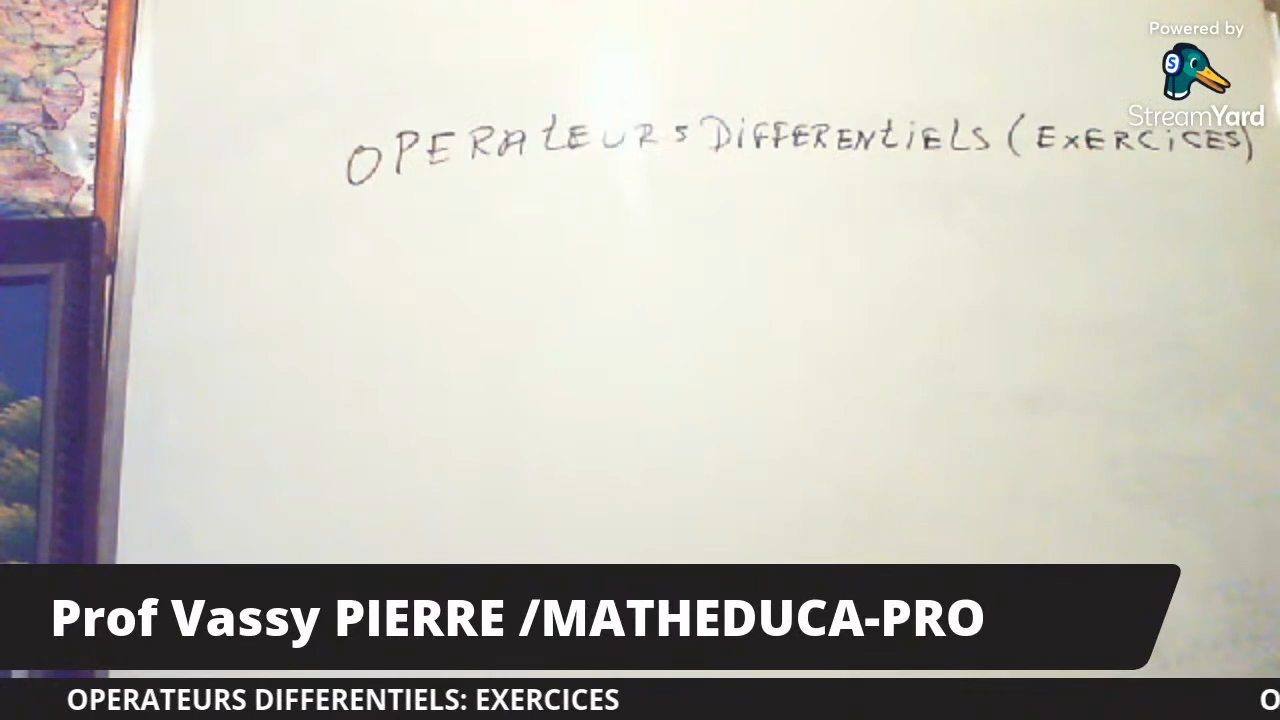 Powered by
StreamYard
OPERATEURS DIFFERENTIELS (EXERCICES)
Prof Vassy PIERRE /MATHEDUCA-PRO
OPERATEURS DIFFERENTIELS: EXERCICES
O